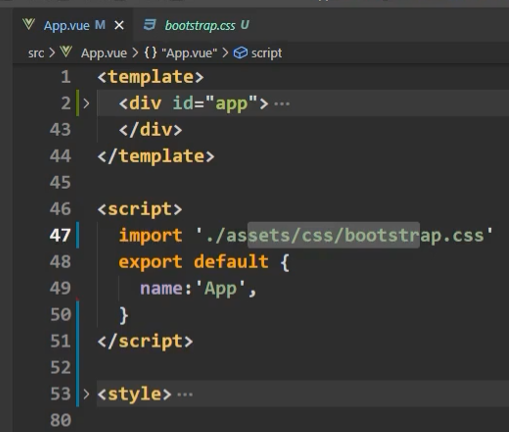 App.vue M X bootstrap.css U
src > App.vue > {} "App.vue" > script
1 <template>
2 > <div id="app"> ...
43 </div>
44 </template>
45
46 <script>
47 import './assets/css/bootstrap.css'
48 export default {
49 name:'App',
50 }
51 </script>
52
53 > <style> ...
80